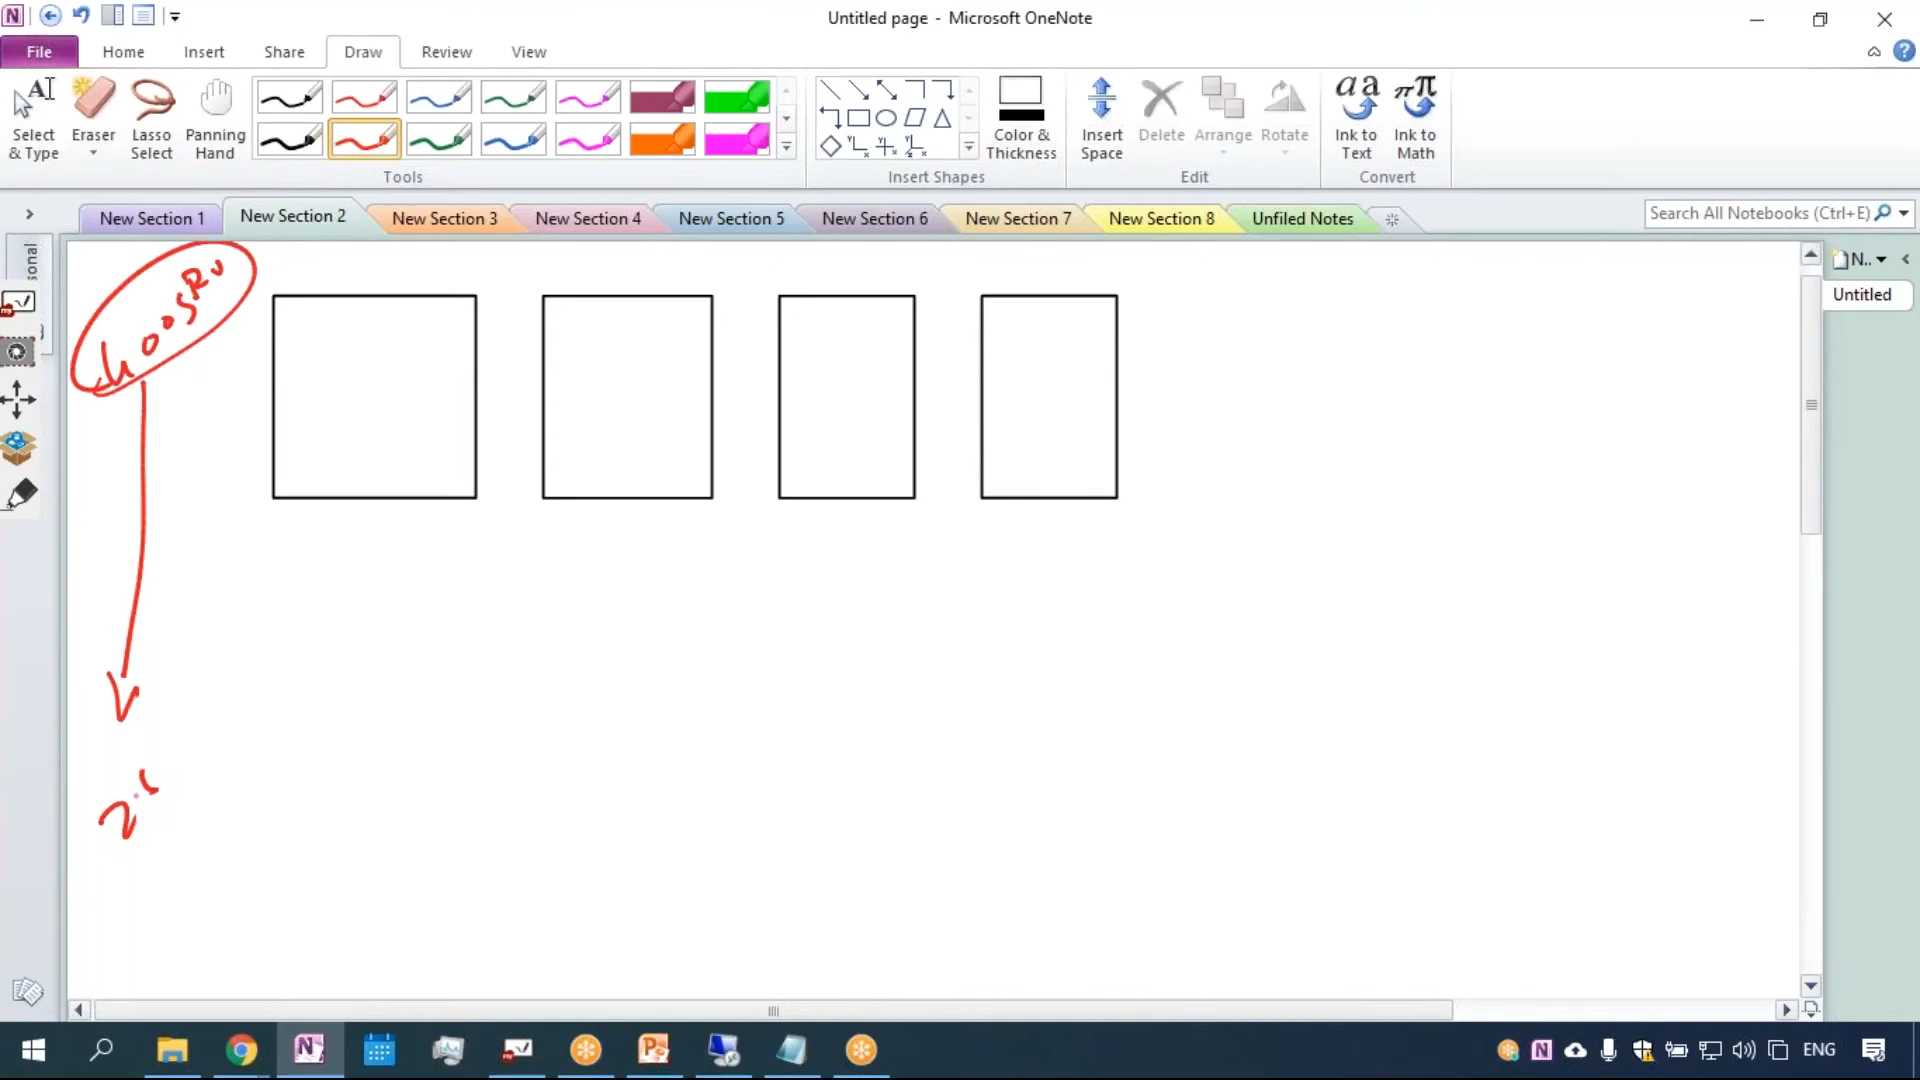 Untitled page - Microsoft OneNote
File Home Insert Share Draw Review View
Select & Type
Eraser
Lasso Select
Panning Hand
Color & Thickness
Insert Space
Delete
Arrange
Rotate
Ink to Text
Ink to Math
Tools
Insert Shapes
Edit
Convert
New Section 1
New Section 2
New Section 3
New Section 4
New Section 5
New Section 6
New Section 7
New Section 8
Unfiled Notes
Search All Notebooks (Ctrl+E)
sonal
N..
Untitled
ENG